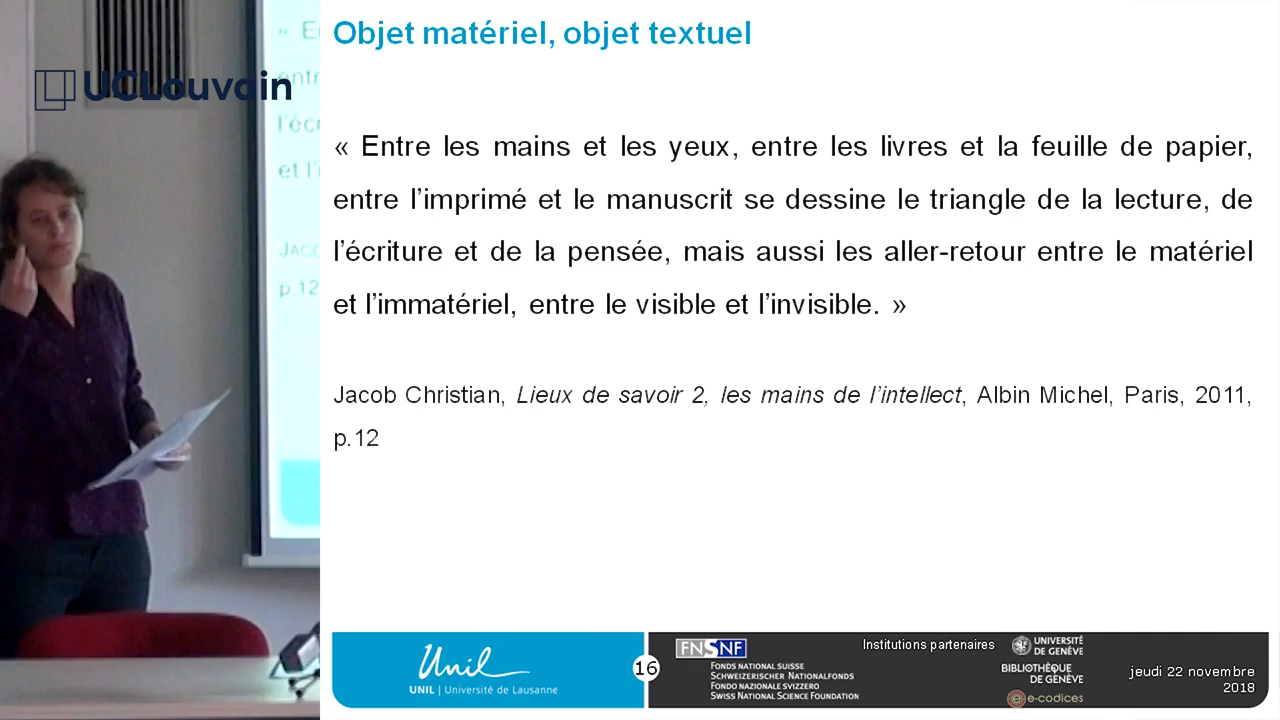 Objet matériel, objet textuel
« Entre les mains et les yeux, entre les livres et la feuille de papier,
entre l'imprimé et le manuscrit se dessine le triangle de la lecture, de
l'écriture et de la pensée, mais aussi les aller-retour entre le matériel
et l'immatériel, entre le visible et l'invisible. »
Jacob Christian, Lieux de savoir 2, les mains de l'intellect, Albin Michel, Paris, 2011,
p.12
UCLouvain
« E
entr
l'écr
et l'i
JACO
p.12
Unil
UNIL | Université de Lausanne
16
FNSNF
FONDS NATIONAL SUISSE
SCHWEIZERISCHER NATIONALFONDS
FONDO NAZIONALE SVIZZERO
SWISS NATIONAL SCIENCE FOUNDATION
Institutions partenaires
UNIVERSITÉ
DE GENÈVE
BIBLIOTHÈQUE
DE GENÈVE
e-codices
jeudi 22 novembre
2018